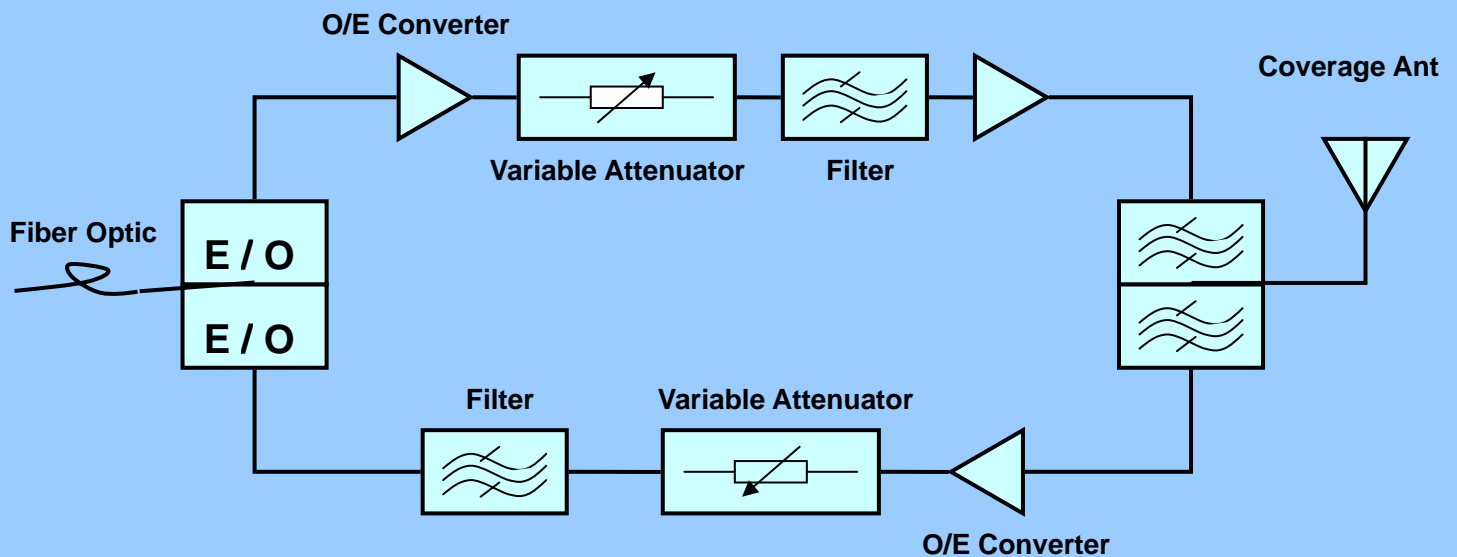 O/E Converter
Coverage Ant
Variable Attenuator
Filter
Fiber Optic
E / O
E / O
Filter
Variable Attenuator
O/E Converter